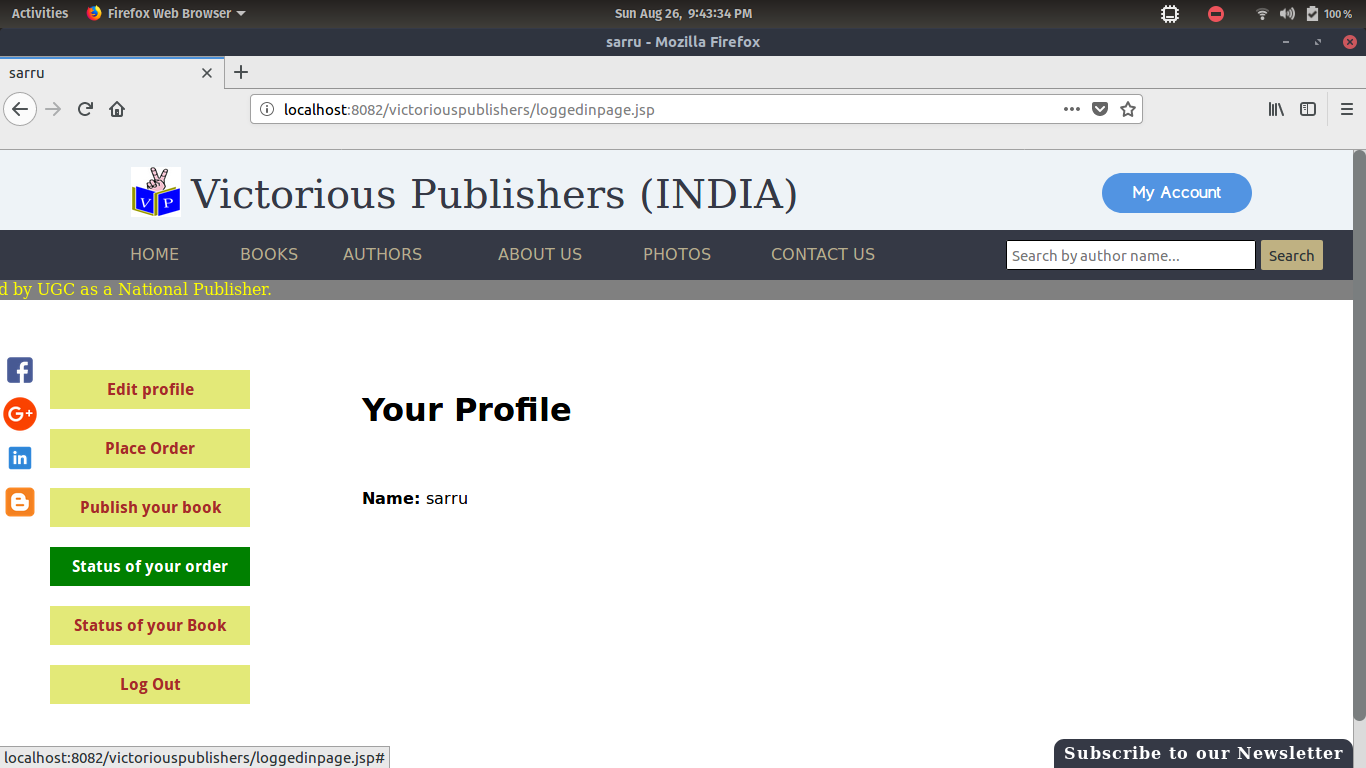 Activities Firefox Web Browser Sun Aug 26, 9:43:34 PM 100 %
sarru - Mozilla Firefox
sarru
localhost:8082/victoriouspublishers/loggedinpage.jsp
V P Victorious Publishers (INDIA) My Account
HOME BOOKS AUTHORS ABOUT US PHOTOS CONTACT US Search by author name... Search
d by UGC as a National Publisher.
Edit profile
Your Profile
Place Order
Name: sarru
Publish your book
Status of your order
Status of your Book
Log Out
localhost:8082/victoriouspublishers/loggedinpage.jsp#
Subscribe to our Newsletter